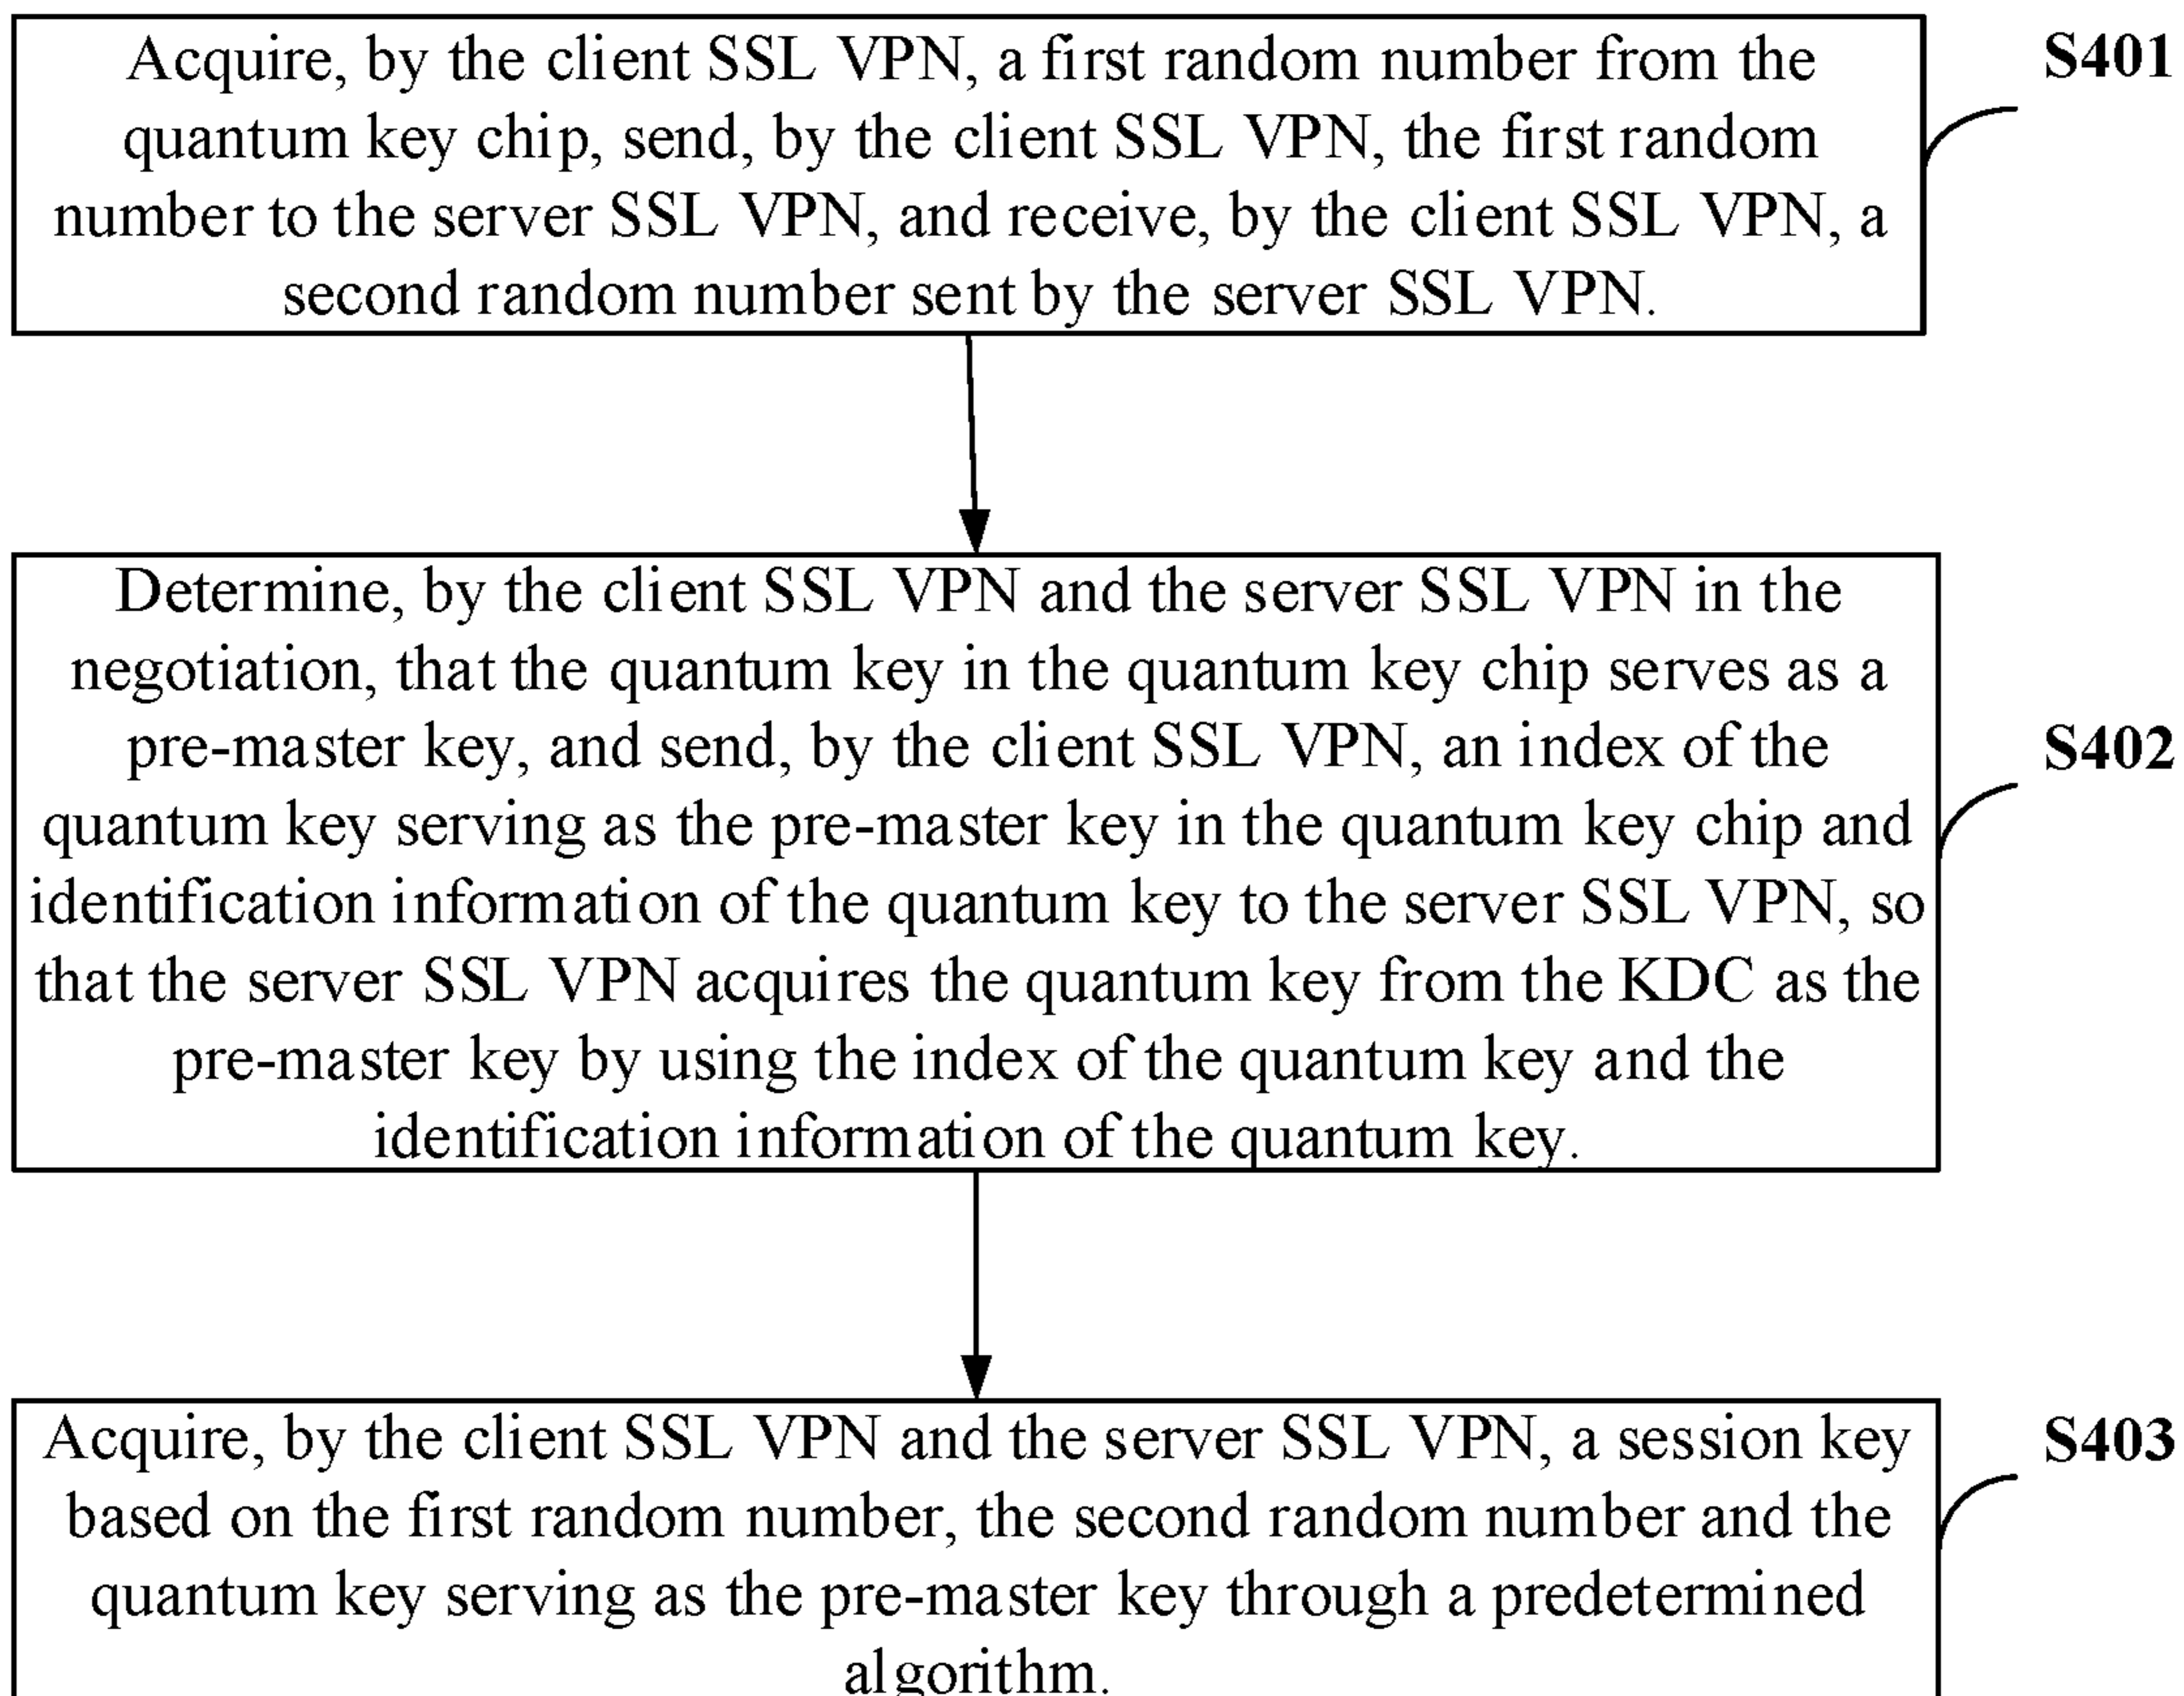 Acquire, by the client SSL VPN, a first random number from the
quantum key chip, send, by the client SSL VPN, the first random
number to the server SSL VPN, and receive, by the client SSL VPN, a
second random number sent by the server SSL VPN.
S401
Determine, by the client SSL VPN and the server SSL VPN in the
negotiation, that the quantum key in the quantum key chip serves as a
pre-master key, and send, by the client SSL VPN, an index of the
quantum key serving as the pre-master key in the quantum key chip and
identification information of the quantum key to the server SSL VPN, so
that the server SSL VPN acquires the quantum key from the KDC as the
pre-master key by using the index of the quantum key and the
identification information of the quantum key.
S402
Acquire, by the client SSL VPN and the server SSL VPN, a session key
based on the first random number, the second random number and the
quantum key serving as the pre-master key through a predetermined
algorithm.
S403